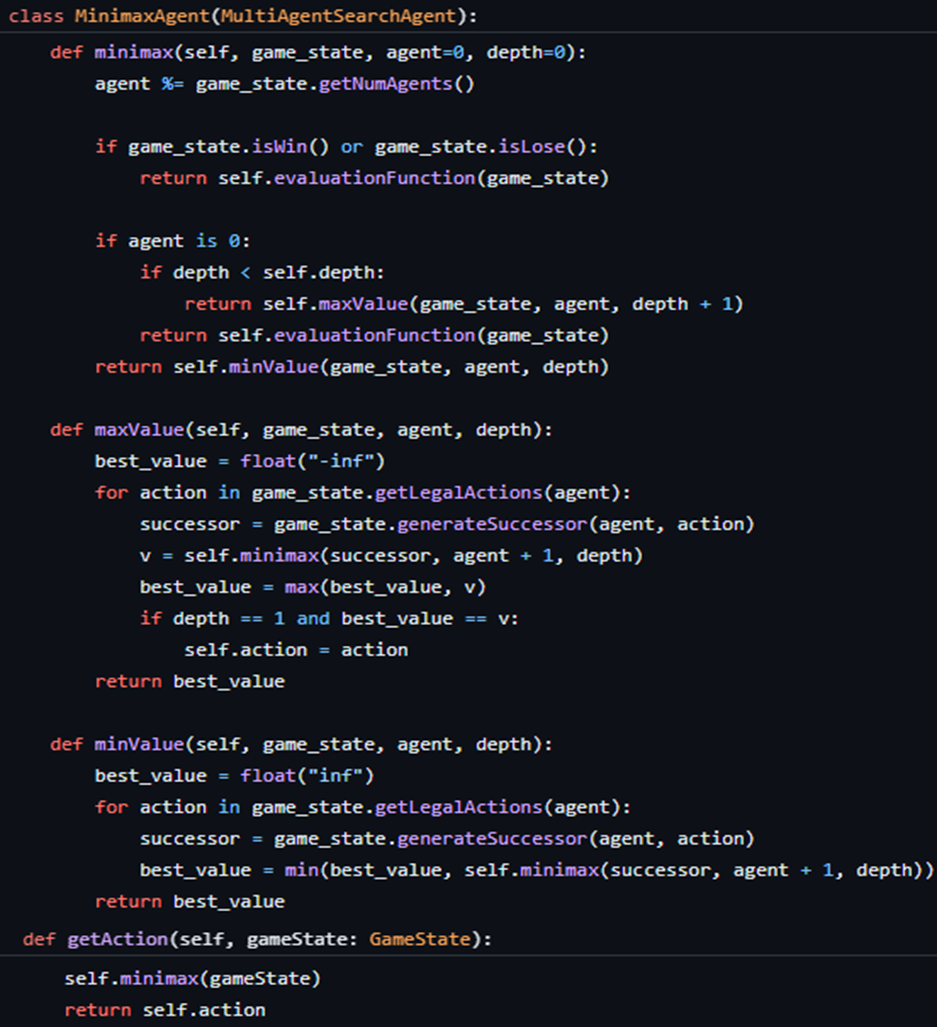 class MinimaxAgent(MultiAgentSearchAgent):
    def minimax(self, game_state, agent=0, depth=0):
        agent %= game_state.getNumAgents()

        if game_state.isWin() or game_state.isLose():
            return self.evaluationFunction(game_state)

        if agent is 0:
            if depth < self.depth:
                return self.maxValue(game_state, agent, depth + 1)
            return self.evaluationFunction(game_state)
        return self.minValue(game_state, agent, depth)

    def maxValue(self, game_state, agent, depth):
        best_value = float("-inf")
        for action in game_state.getLegalActions(agent):
            successor = game_state.generateSuccessor(agent, action)
            v = self.minimax(successor, agent + 1, depth)
            best_value = max(best_value, v)
            if depth == 1 and best_value == v:
                self.action = action
        return best_value

    def minValue(self, game_state, agent, depth):
        best_value = float("inf")
        for action in game_state.getLegalActions(agent):
            successor = game_state.generateSuccessor(agent, action)
            best_value = min(best_value, self.minimax(successor, agent + 1, depth))
        return best_value
  def getAction(self, gameState: GameState):
      self.minimax(gameState)
      return self.action